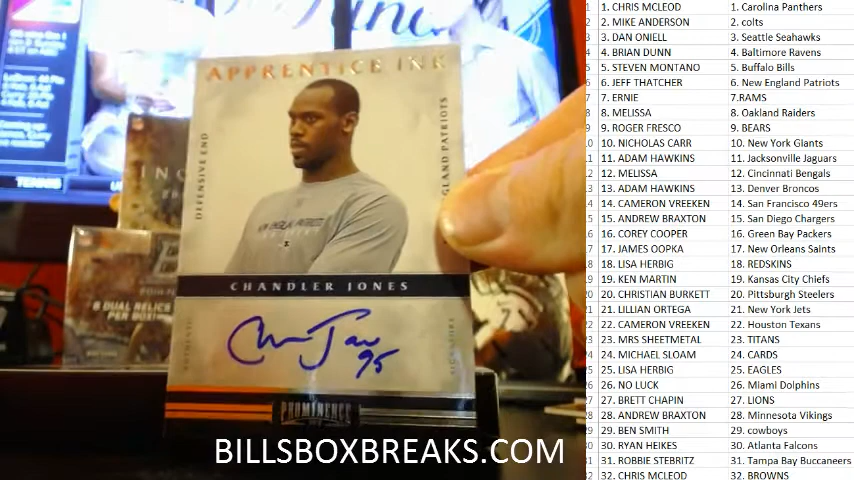 APPRENTICE INK
DEFENSIVE END
GLAND PATRIOTS
CHANDLER JONES
95
PROMINENCE
8 DUAL RELIC
PER BOX
TENNIS
BILLSBOXBREAKS.COM
1. CHRIS MCLEOD 1. Carolina Panthers
2. MIKE ANDERSON 2. colts
3. DAN ONIELL 3. Seattle Seahawks
4. BRIAN DUNN 4. Baltimore Ravens
5. STEVEN MONTANO 5. Buffalo Bills
6. JEFF THATCHER 6. New England Patriots
7. ERNIE 7.RAMS
8. MELISSA 8. Oakland Raiders
9. ROGER FRESCO 9. BEARS
10. NICHOLAS CARR 10. New York Giants
11. ADAM HAWKINS 11. Jacksonville Jaguars
12. MELISSA 12. Cincinnati Bengals
13. ADAM HAWKINS 13. Denver Broncos
14. CAMERON VREEKEN 14. San Francisco 49ers
15. ANDREW BRAXTON 15. San Diego Chargers
16. COREY COOPER 16. Green Bay Packers
17. JAMES OOPKA 17. New Orleans Saints
18. LISA HERBIG 18. REDSKINS
19. KEN MARTIN 19. Kansas City Chiefs
20. CHRISTIAN BURKETT 20. Pittsburgh Steelers
21. LILLIAN ORTEGA 21. New York Jets
22. CAMERON VREEKEN 22. Houston Texans
23. MRS SHEETMETAL 23. TITANS
24. MICHAEL SLOAM 24. CARDS
25. LISA HERBIG 25. EAGLES
26. NO LUCK 26. Miami Dolphins
27. BRETT CHAPIN 27. LIONS
28. ANDREW BRAXTON 28. Minnesota Vikings
29. BEN SMITH 29. cowboys
30. RYAN HEIKES 30. Atlanta Falcons
31. ROBBIE STEBRITZ 31. Tampa Bay Buccaneers
32. CHRIS MCLEOD 32. BROWNS